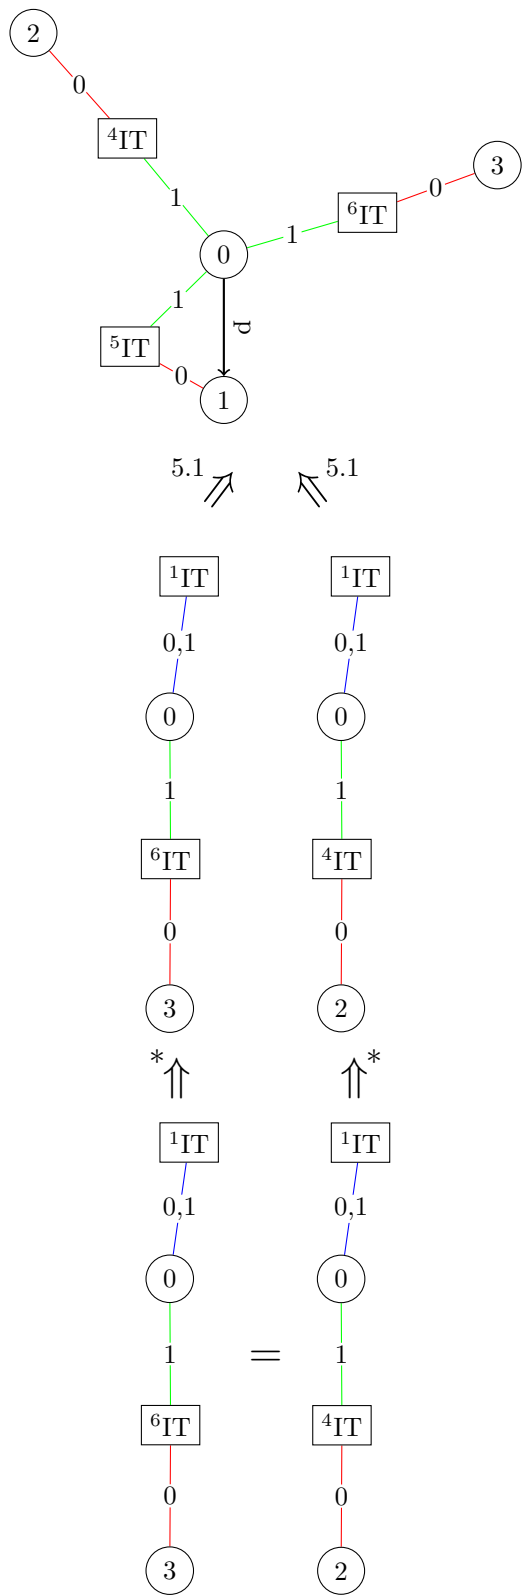 2
0
⁴IT
3
0
⁶IT
1
1
0
1
p
⁵IT
0
1
5.1 ⇗ ⇖ 5.1
¹IT ¹IT
0,1 0,1
0 0
1 1
⁶IT ⁴IT
0 0
3 2
* ⇑ ⇑ *
¹IT ¹IT
0,1 0,1
0 0
1 = 1
⁶IT ⁴IT
0 0
3 2